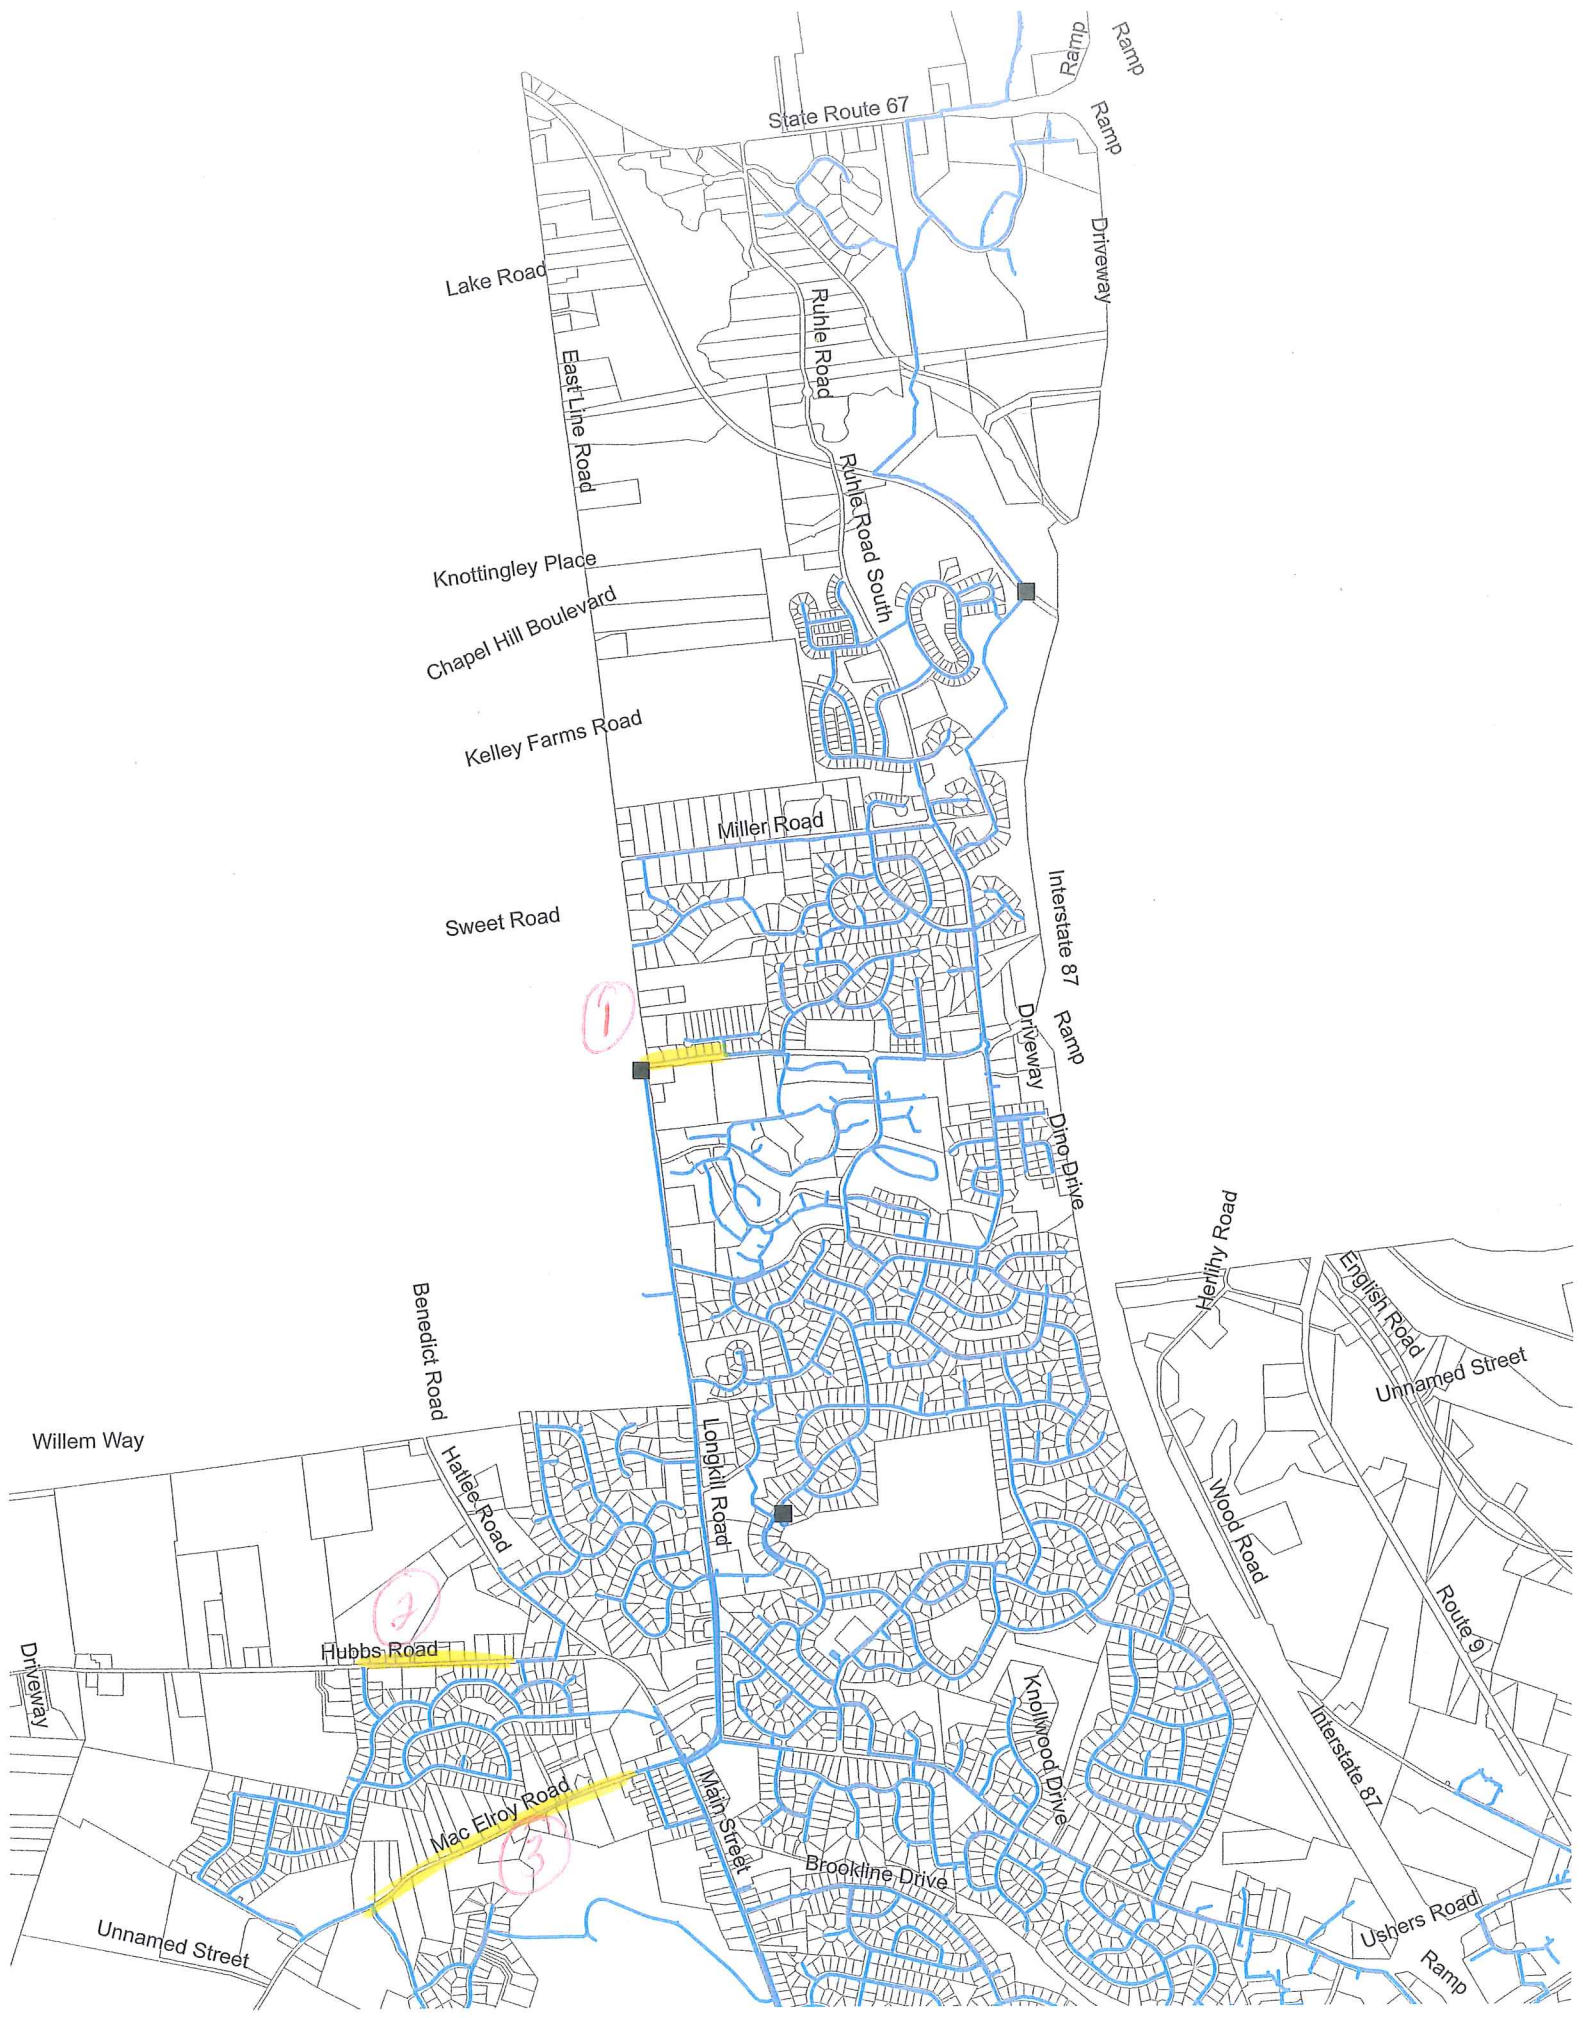 Ramp
Ramp
State Route 67
Ramp
Driveway
Lake Road
Ruhle Road
East Line Road
Ruhle Road South
Knottingley Place
Chapel Hill Boulevard
Kelley Farms Road
Miller Road
Interstate 87
Sweet Road
1
Driveway
Ramp
Dino Drive
Herlihy Road
English Road
Benedict Road
Unnamed Street
Willem Way
Longkill Road
Hatlee Road
Wood Road
2
Route 9
Hubbs Road
Driveway
Knollwood Drive
Interstate 87
Mac Elroy Road
Main Street
3
Brookline Drive
Ushers Road
Unnamed Street
Ramp